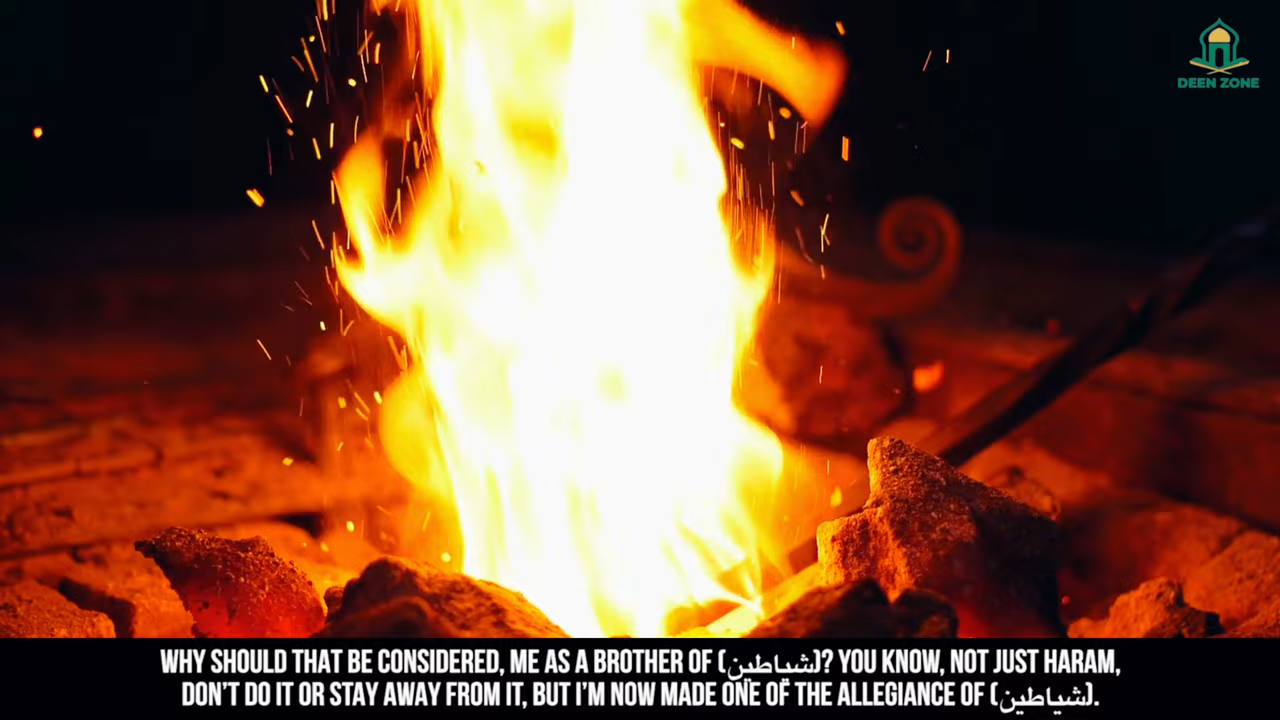 DEEN ZONE
WHY SHOULD THAT BE CONSIDERED, ME AS A BROTHER OF (شياطين)? YOU KNOW, NOT JUST HARAM,
DON'T DO IT OR STAY AWAY FROM IT, BUT I'M NOW MADE ONE OF THE ALLEGIANCE OF (شياطين).